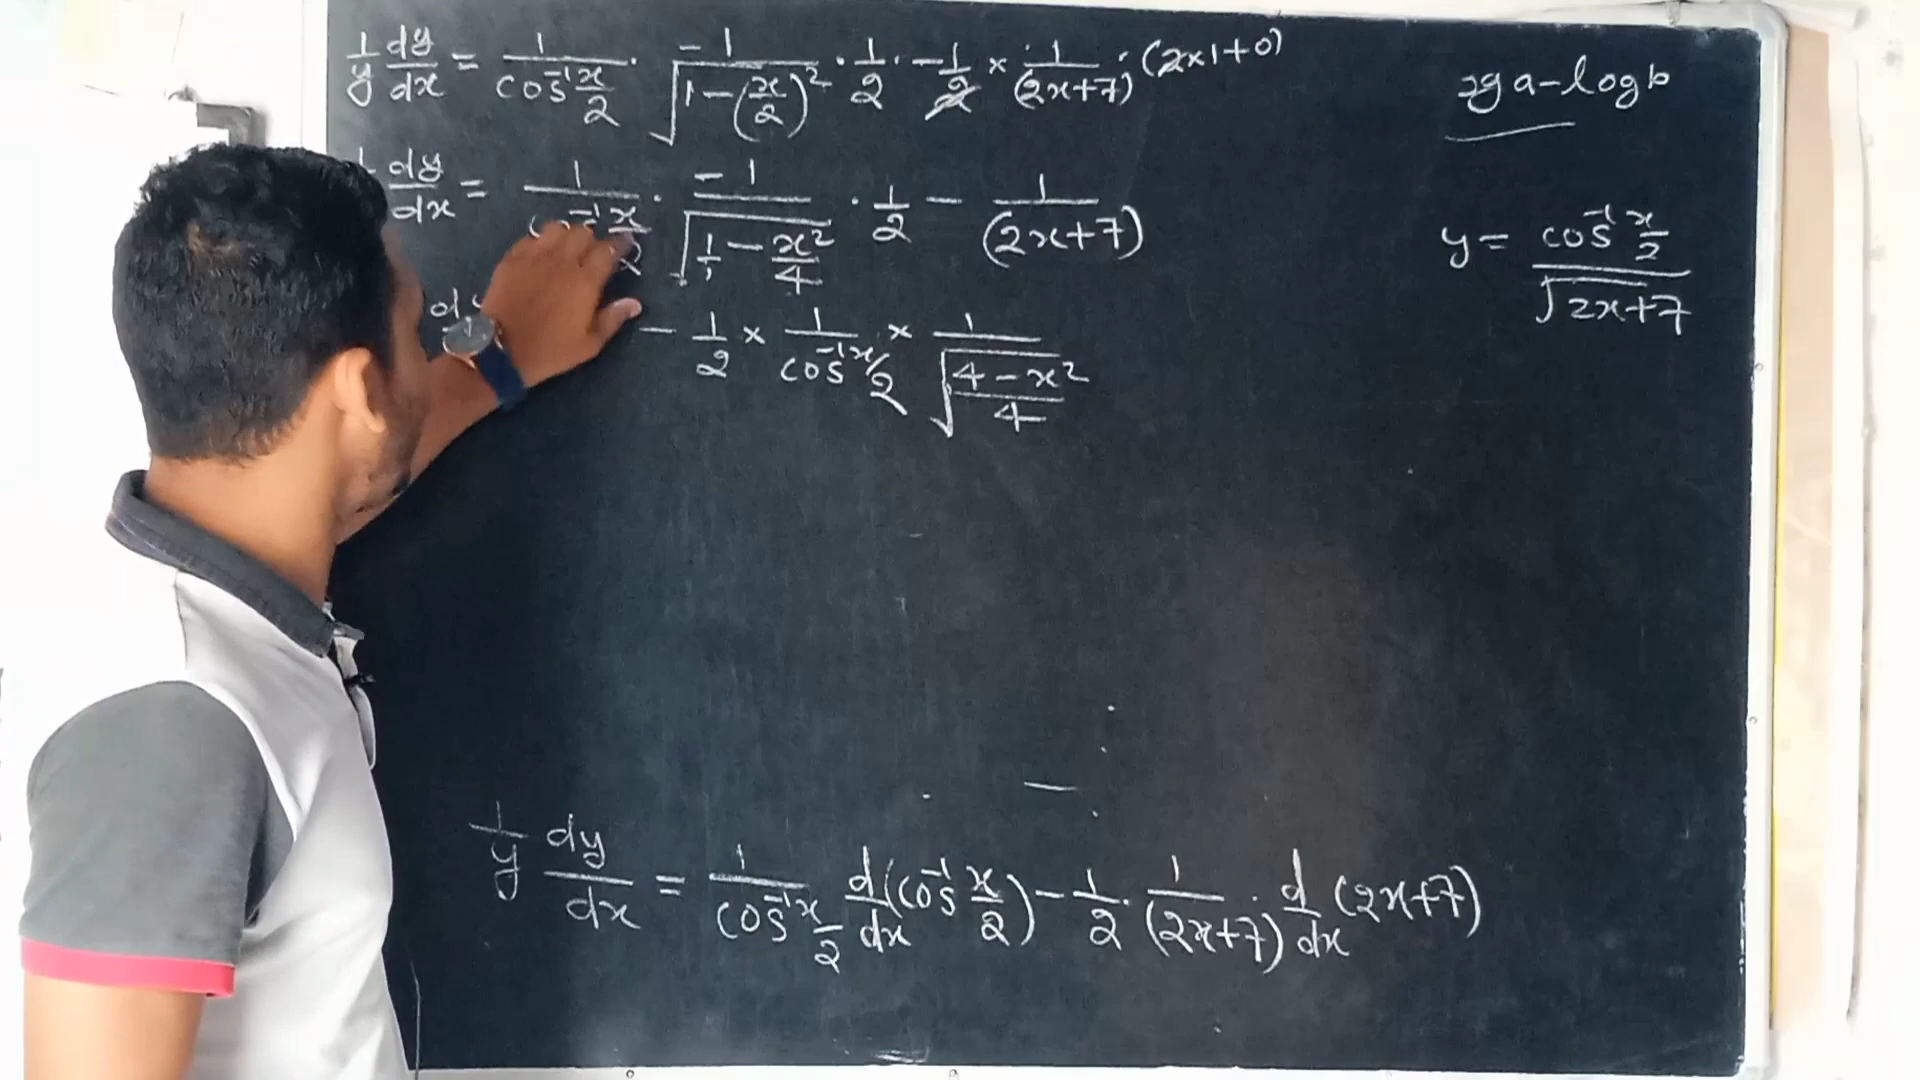 1/y dy/dx = 1/(cos⁻¹ x/2) · -1/√(1-(x/2)²) · 1/2 · -1/2 × 1/(2x+7) · (2×1+0)
dy/dx = 1/(cos⁻¹ x/2) · -1/√(1/1 - x²/4) · 1/2 - 1/(2x+7)
- 1/2 × 1/(cos⁻¹ x/2) × 1/√((4-x²)/4)
1/y dy/dx = 1/(cos⁻¹ x/2) d/dx (cos⁻¹ x/2) - 1/2 · 1/(2x+7) · d/dx (2x+7)
a-log b
y = (cos⁻¹ x/2)/√(2x+7)